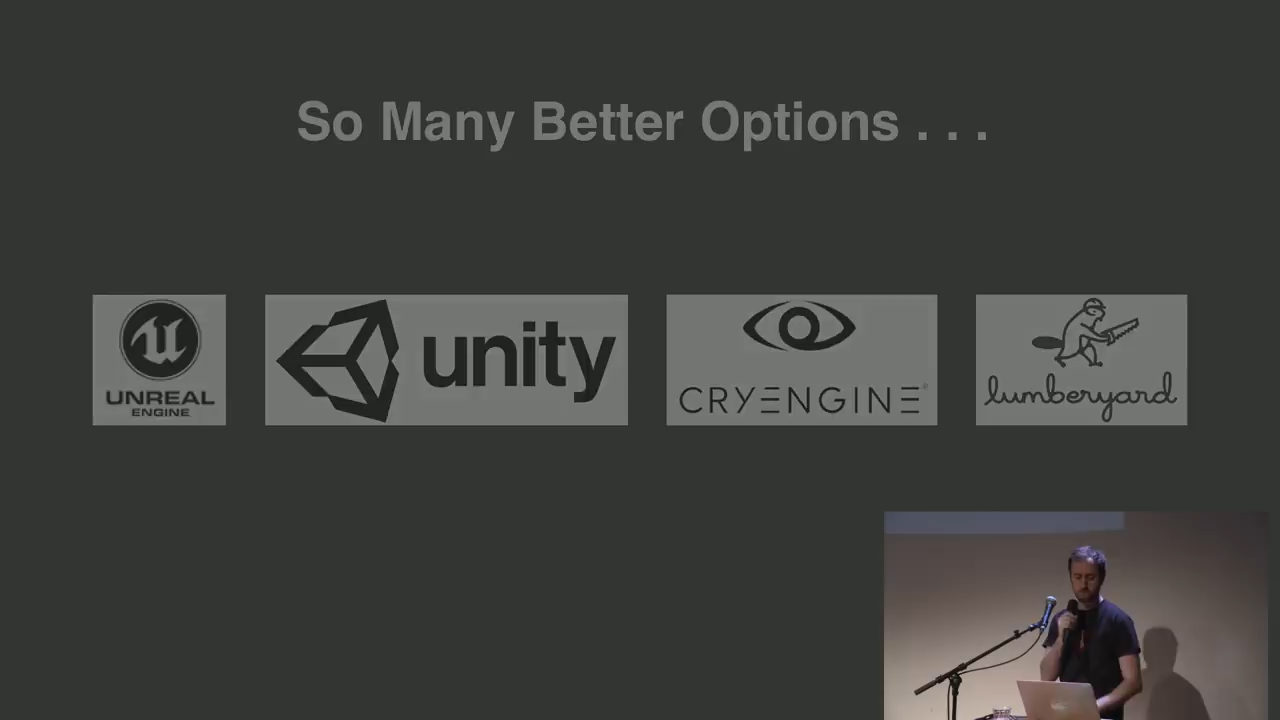 So Many Better Options . . .
UNREAL
ENGINE
unity
CRYENGINE®
lumberyard